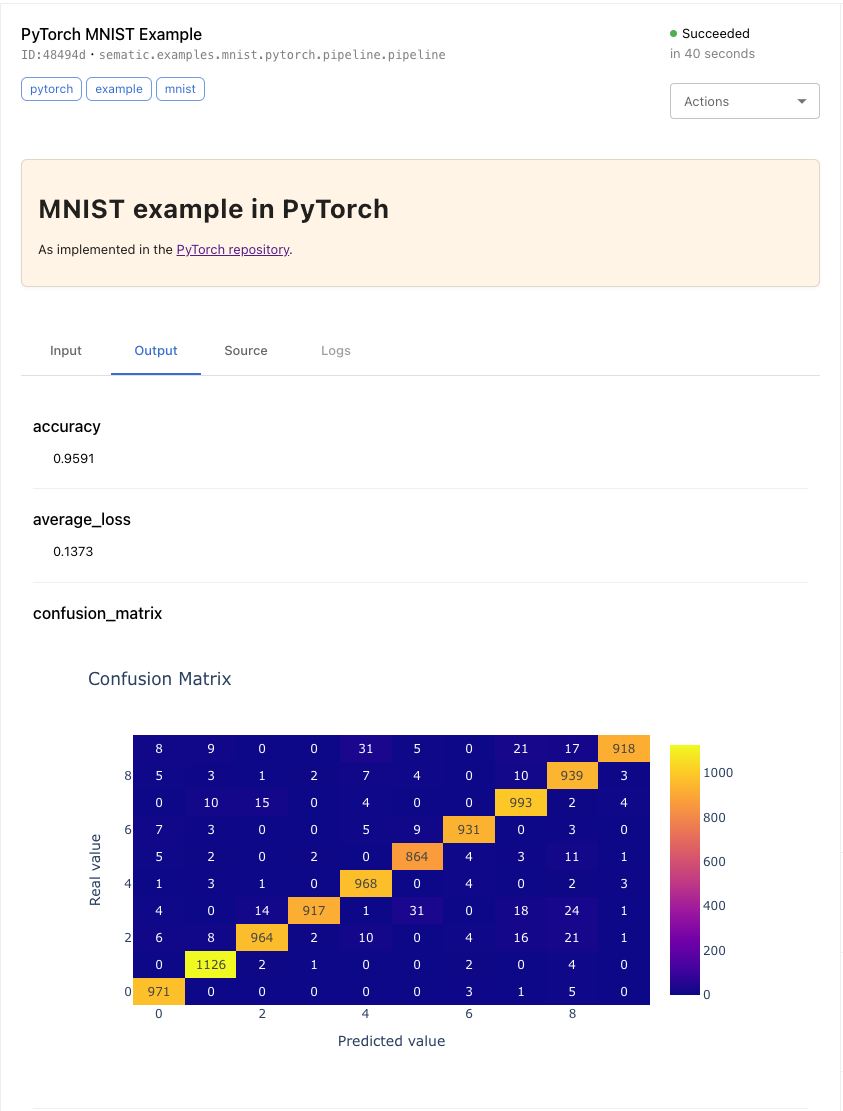 PyTorch MNIST Example
Succeeded
ID:48494d · sematic.examples.mnist.pytorch.pipeline.pipeline
in 40 seconds
pytorch example mnist
Actions
MNIST example in PyTorch
As implemented in the PyTorch repository.
Input Output Source Logs
accuracy
0.9591
average_loss
0.1373
confusion_matrix
Confusion Matrix
8 9 0 0 31 5 0 21 17 918
8 5 3 1 2 7 4 0 10 939 3
0 10 15 0 4 0 0 993 2 4
6 7 3 0 0 5 9 931 0 3 0
5 2 0 2 0 864 4 3 11 1
4 1 3 1 0 968 0 4 0 2 3
4 0 14 917 1 31 0 18 24 1
2 6 8 964 2 10 0 4 16 21 1
0 1126 2 1 0 0 2 0 4 0
0 971 0 0 0 0 0 3 1 5 0
0 2 4 6 8
Real value
Predicted value
1000
800
600
400
200
0